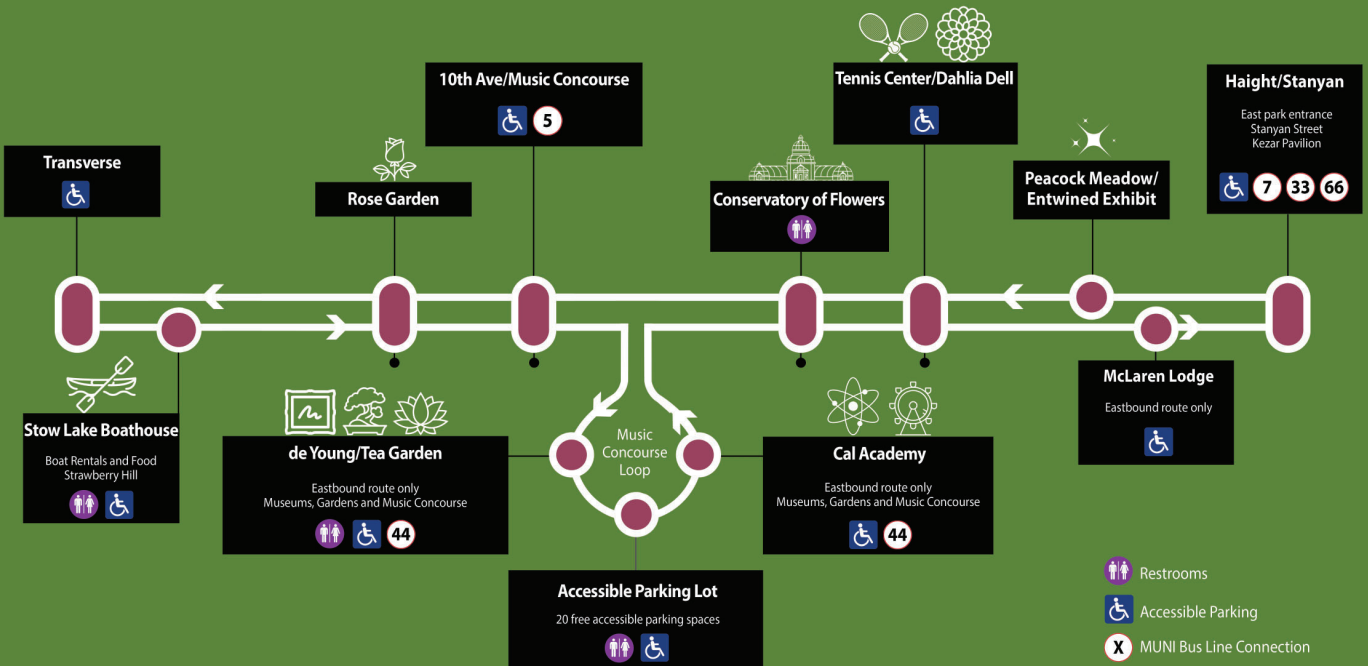 Transverse
Rose Garden
10th Ave/Music Concourse
5
Conservatory of Flowers
Tennis Center/Dahlia Dell
Peacock Meadow/
Entwined Exhibit
Haight/Stanyan
East park entrance
Stanyan Street
Kezar Pavilion
7 33 66
Stow Lake Boathouse
Boat Rentals and Food
Strawberry Hill
de Young/Tea Garden
Eastbound route only
Museums, Gardens and Music Concourse
44
Music
Concourse
Loop
Accessible Parking Lot
20 free accessible parking spaces
Cal Academy
Eastbound route only
Museums, Gardens and Music Concourse
44
McLaren Lodge
Eastbound route only
Restrooms
Accessible Parking
X MUNI Bus Line Connection